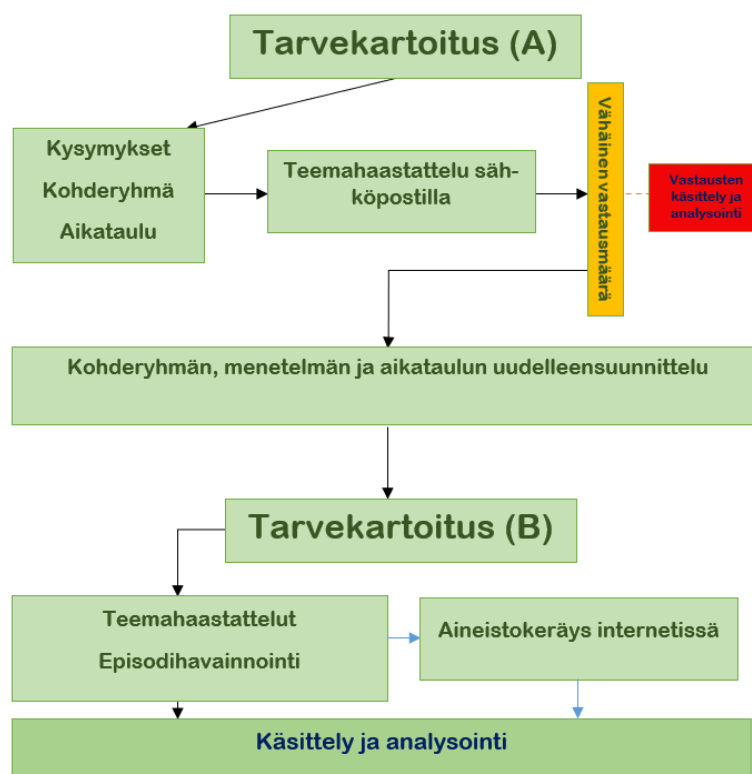 Tarvekartoitus (A)
Kysymykset
Kohderyhmä
Aikataulu
Teemahaastattelu säh-
köpostilla
Vähäinen vastausmäärä
Vastausten
käsittely ja
analysointi
Kohderyhmän, menetelmän ja aikataulun uudelleensuunnittelu
Tarvekartoitus (B)
Teemahaastattelut
Episodihavainnointi
Aineistokeräys internetissä
Käsittely ja analysointi